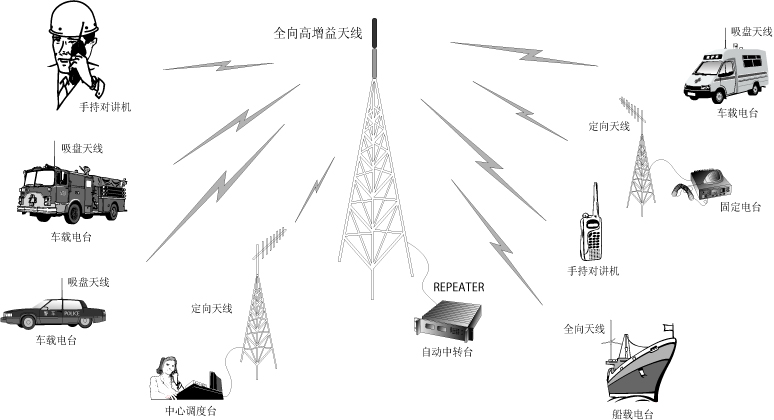 全向高增益天线
吸盘天线
车载电台
手持对讲机
定向天线
吸盘天线
固定电台
车载电台
手持对讲机
吸盘天线
REPEATER
定向天线
POLICE
车载电台
自动中转台
全向天线
中心调度台
船载电台